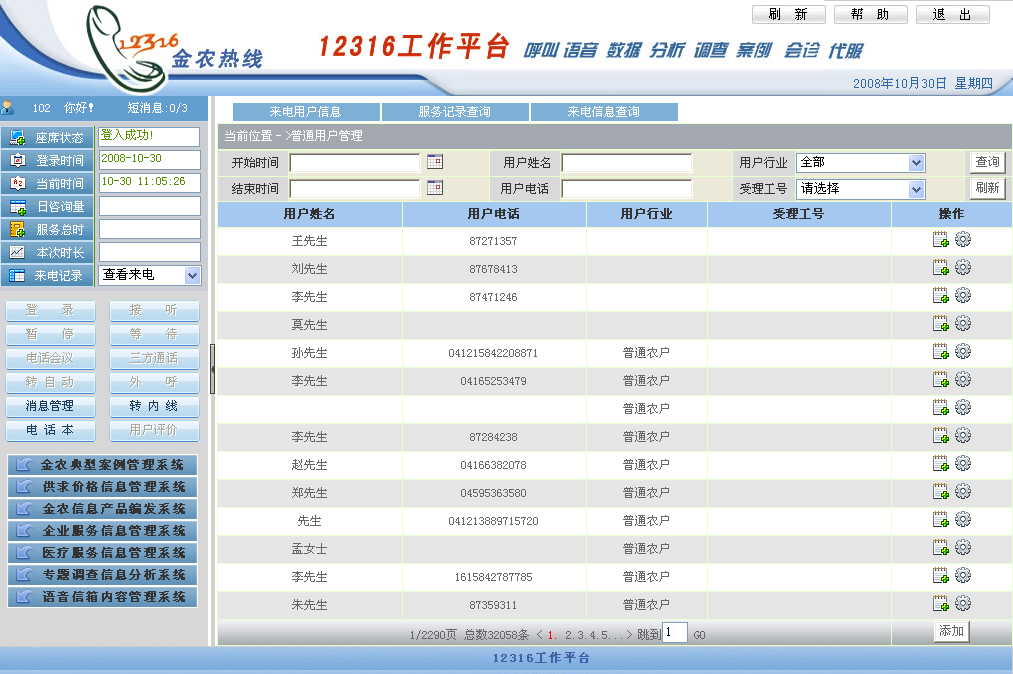 刷 新 帮 助 退 出
12316
金农热线
12316工作平台 呼叫 语音 数据 分析 调查 案例 会诊 代服
2008年10月30日 星期四
102 你好! 短消息:0/3
座席状态 登入成功!
登录时间 2008-10-30
当前时间 10-30 11:05:26
日咨询量
服务总时
本次时长
来电记录 查看来电
登 录 接 听
暂 停 等 待
电话会议 三方通话
转 自 动 外 呼
消息管理 转 内 线
电 话 本 用户评价
金农典型案例管理系统
供求价格信息管理系统
金农信息产品编发系统
企业服务信息管理系统
医疗服务信息管理系统
专题调查信息分析系统
语音信箱内容管理系统
来电用户信息 服务记录查询 来电信息查询
当前位置 - >普通用户管理
开始时间 用户姓名 用户行业 全部 查询
结束时间 用户电话 受理工号 请选择 刷新
用户姓名 用户电话 用户行业 受理工号 操作
王先生 87271357
刘先生 87678413
李先生 87471246
莫先生
孙先生 041215842208871 普通农户
李先生 04165253479 普通农户
普通农户
李先生 87284238 普通农户
赵先生 04166382078 普通农户
郑先生 04595363580 普通农户
先生 041213889715720 普通农户
孟女士 普通农户
李先生 1615842787785 普通农户
朱先生 87359311 普通农户
1/2290页 总数32058条 < 1. 2.3.4.5...> 跳到 1 GO 添加
12316工作平台